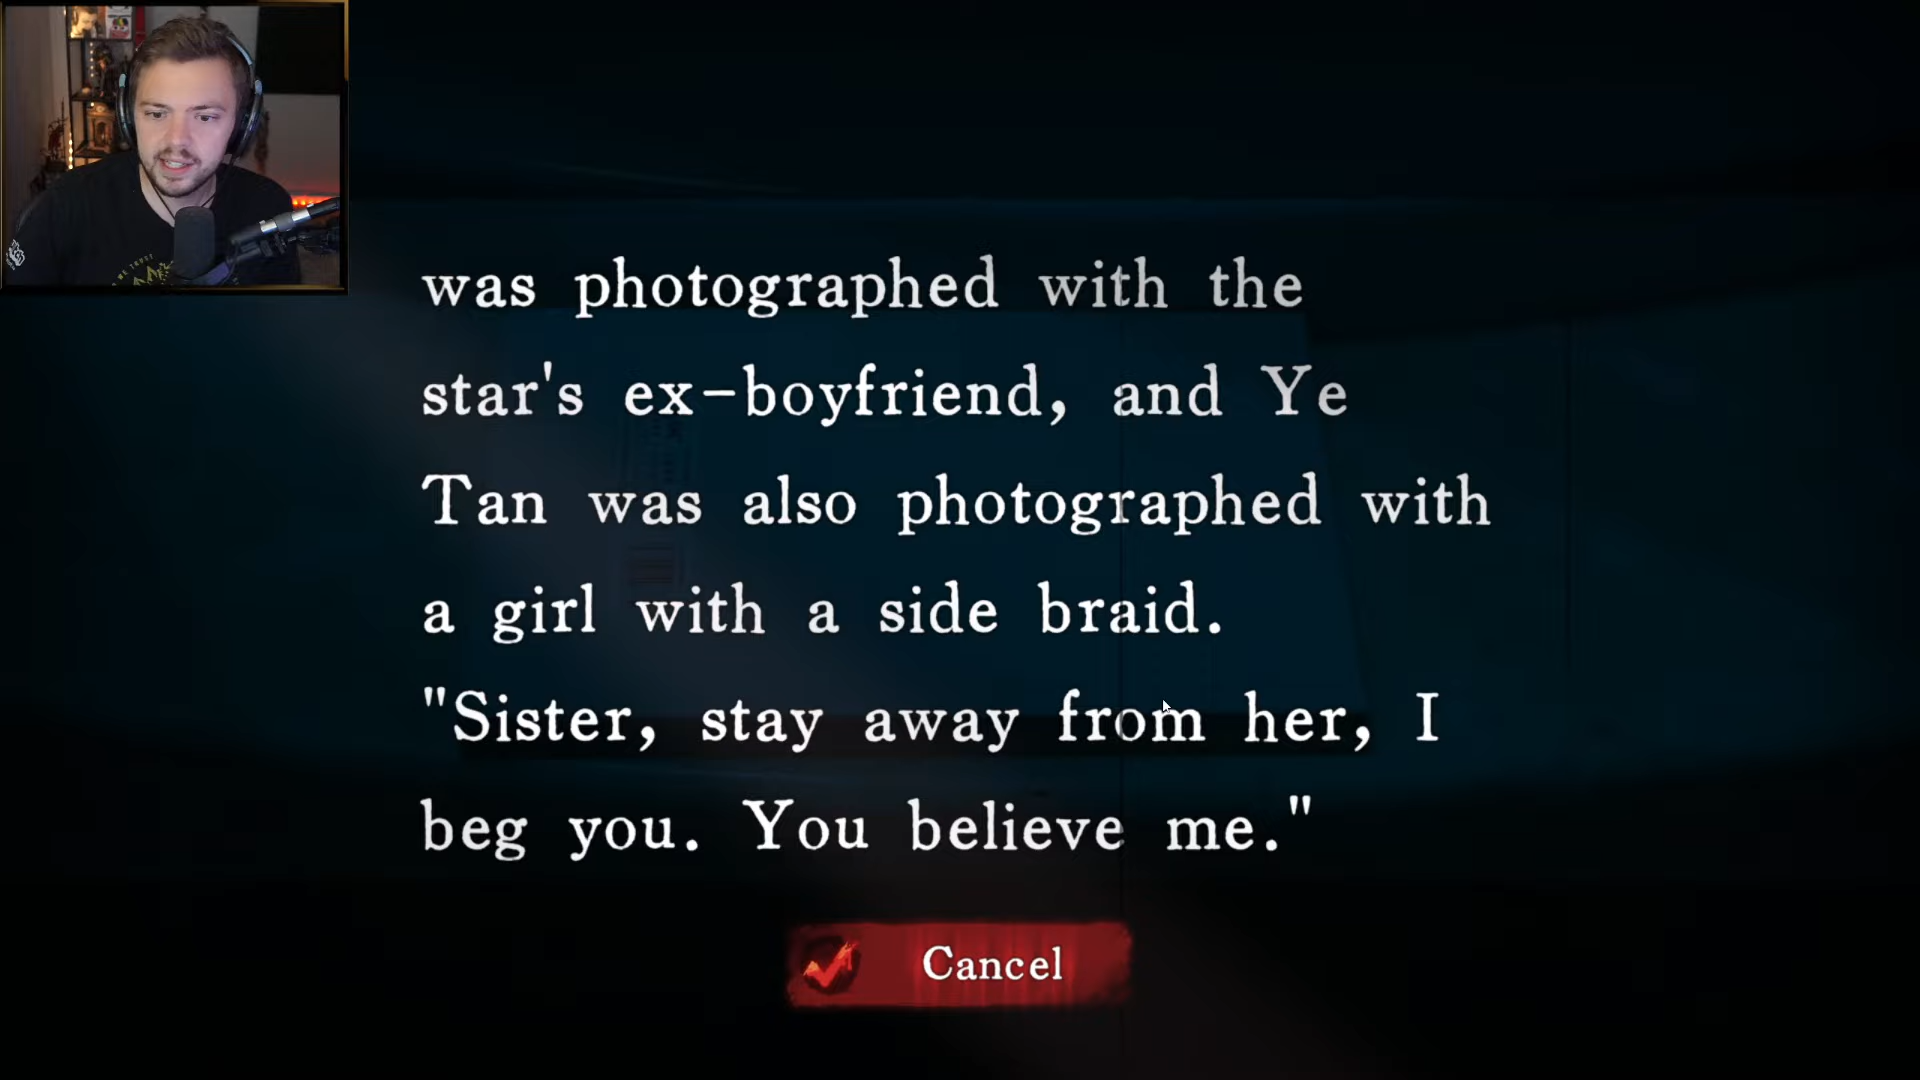 was photographed with the
star's ex-boyfriend, and Ye
Tan was also photographed with
a girl with a side braid.
"Sister, stay away from her, I
beg you. You believe me."
Cancel